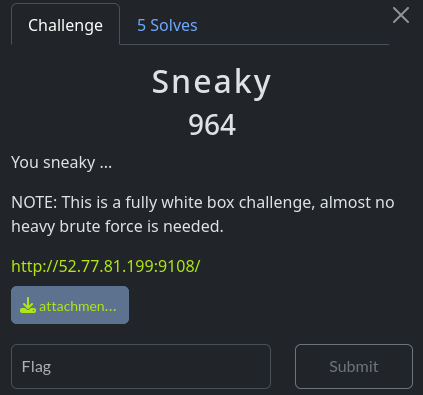 Challenge
5 Solves
Sneaky
964
You sneaky ...
NOTE: This is a fully white box challenge, almost no
heavy brute force is needed.
http://52.77.81.199:9108/
attachmen...
Flag
Submit